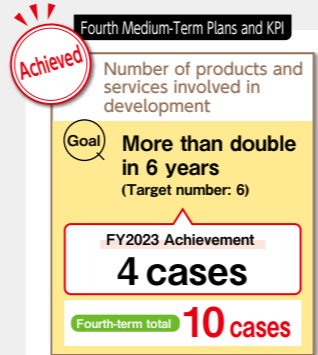 Fourth Medium-Term Plans and KPI
Achieved
Number of products and
services involved in
development
Goal
More than double
in 6 years
(Target number: 6)
FY2023 Achievement
4 cases
Fourth-term total 10 cases